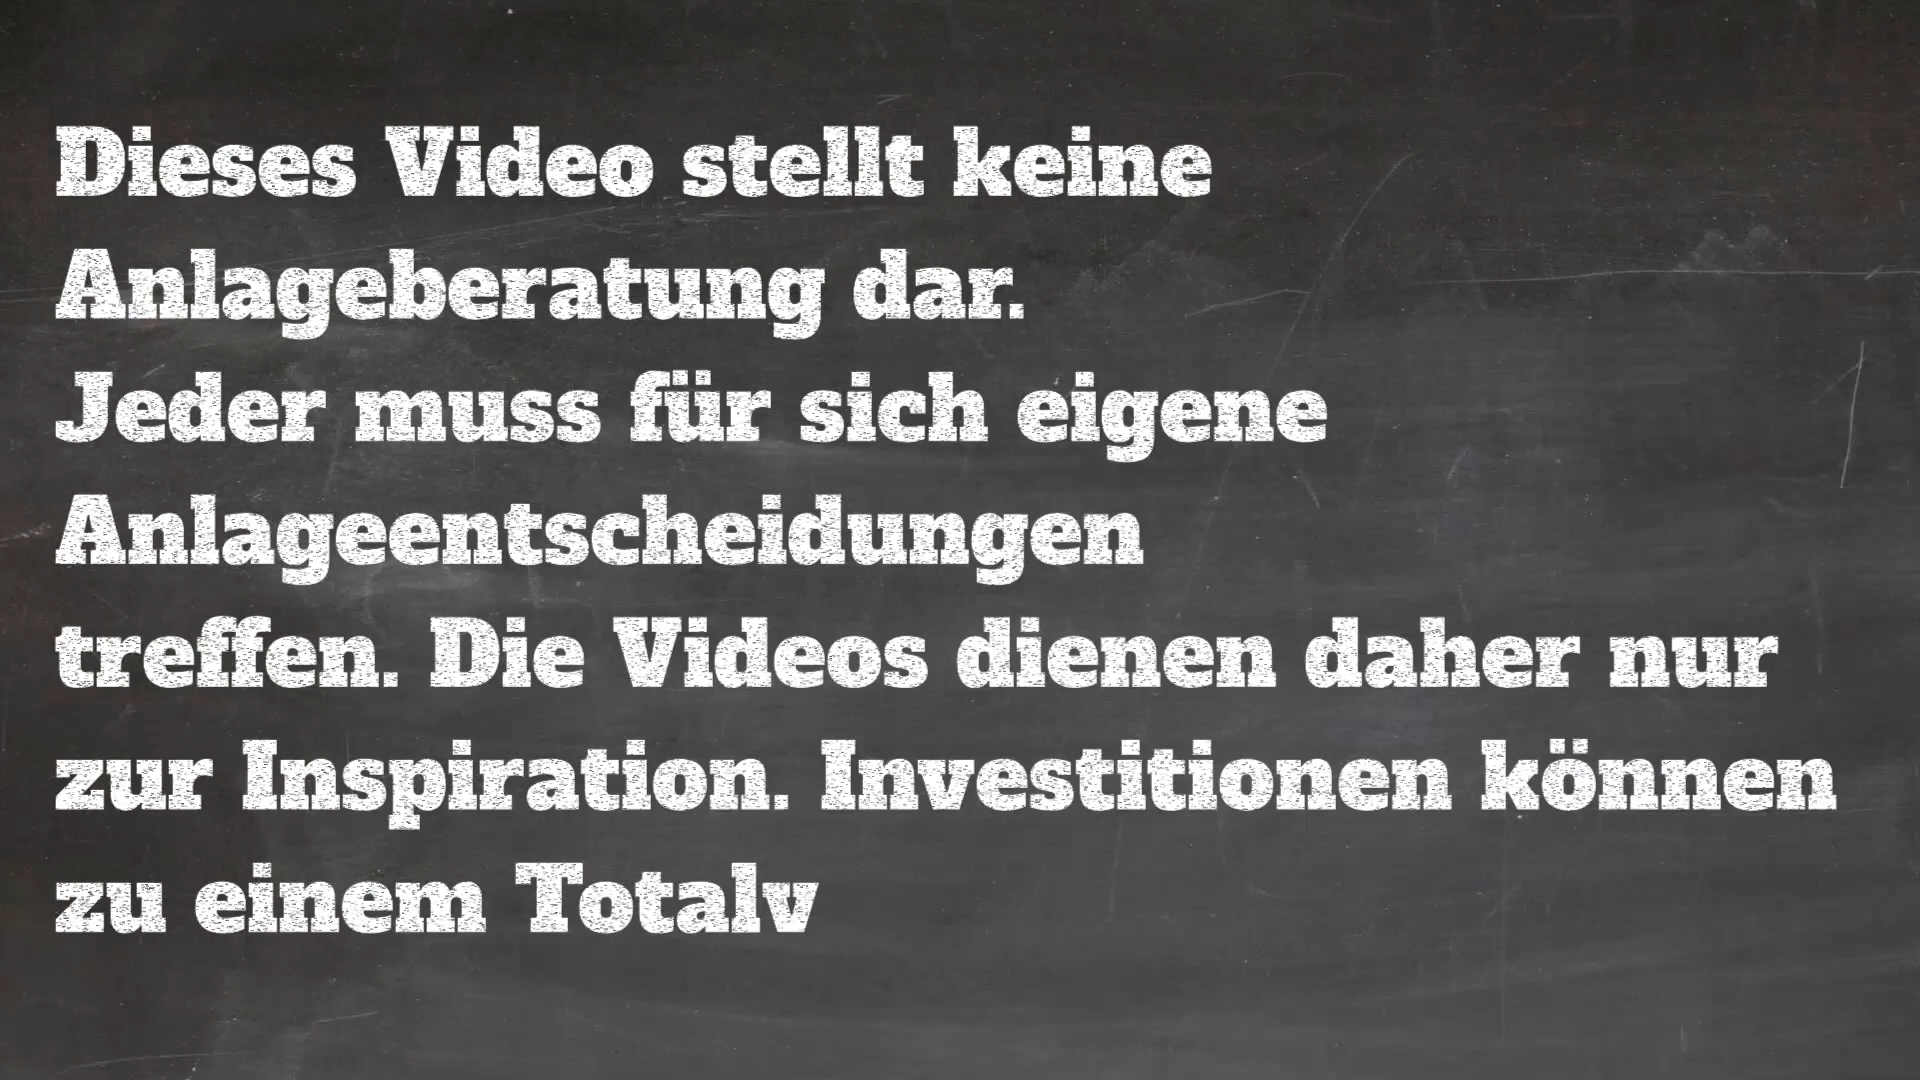 Dieses Video stellt keine
Anlageberatung dar.
Jeder muss für sich eigene
Anlageentscheidungen
treffen. Die Videos dienen daher nur
zur Inspiration. Investitionen können
zu einem Totalv